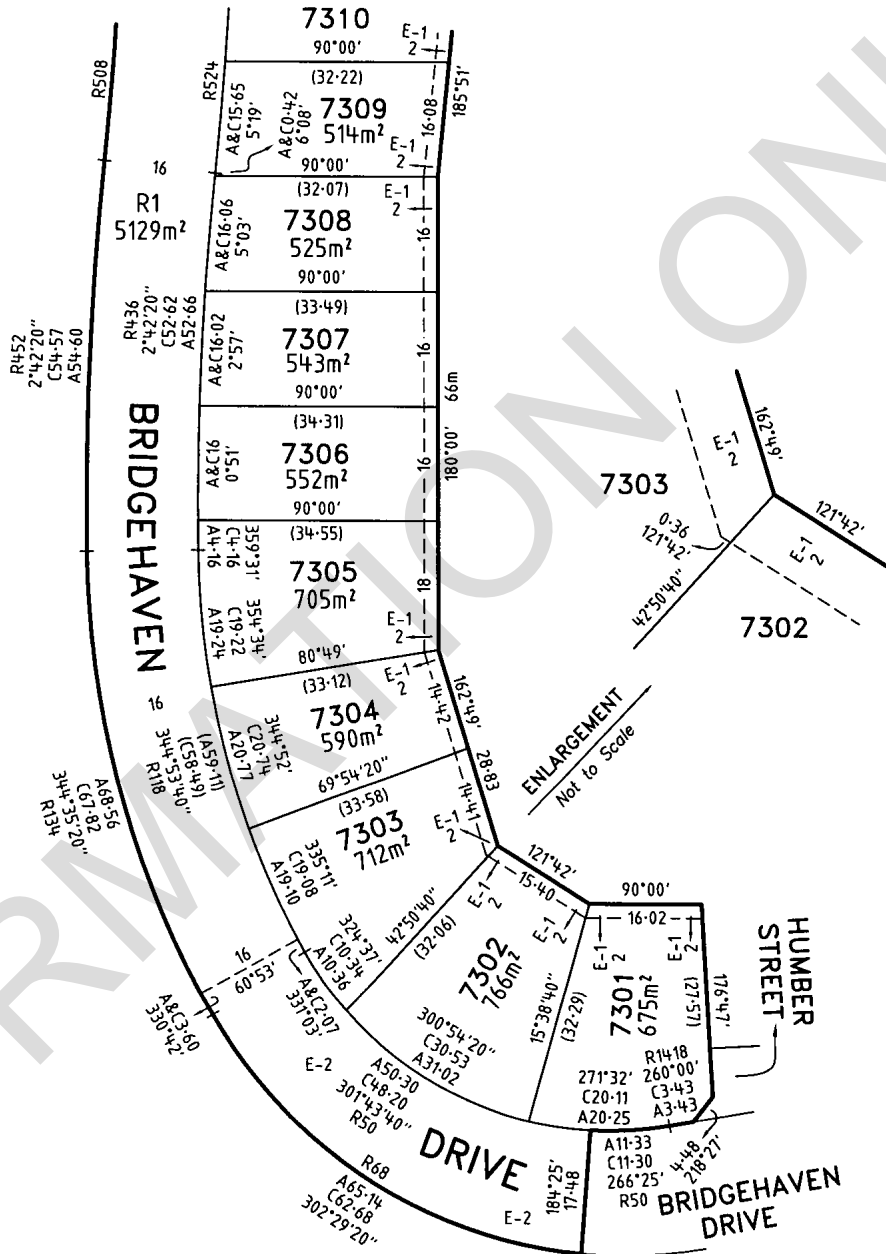 7310
90°00'
E-1
2
R508
R524
(32·22)
A&C15·65
5°19'
A&C0·42
6°08'
7309
514m²
16·08
185°51'
E-1
2
90°00'
16
R1
5129m²
(32·07)
E-1
2
A&C16·06
5°03'
7308
525m²
16
90°00'
R452
2°42'20"
C54·57
A54·60
R436
2°42'20"
C52·62
A52·66
(33·49)
A&C16·02
2°57'
7307
543m²
16
90°00'
66m
180°00'
(34·31)
A&C16
0°51'
7306
552m²
16
90°00'
(34·55)
359°31'
C4·16
A4·16
7305
705m²
354°34'
C19·22
A19·24
18
E-1
2
80°49'
BRIDGEHAVEN
16
(A59·11)
(C58·49)
344°53'40"
R118
(33·12)
7304
590m²
344°52'
C20·74
A20·77
E-1
2
14·42
162°49'
28·83
69°54'20"
A68·56
C67·82
344°35'20"
R134
(33·58)
7303
712m²
14·41
E-1
2
335°11'
C19·08
A19·10
324°37'
C10·34
A10·36
42°50'40"
(32·06)
121°42'
15·40
E-1
2
E-1
2
7302
766m²
15°38'40"
(32·29)
300°54'20"
C30·53
A31·02
90°00'
16·02
E-1
2
E-1
2
7301
675m²
(27·57)
176°47'
HUMBER
STREET
16
60°53'
A&C2·07
331°03'
A&C3·60
330°42'
E-2
A50·30
C48·20
301°43'40"
R50
271°32'
C20·11
A20·25
R1418
260°00'
C3·43
A3·43
4·48
218°27'
A11·33
C11·30
266°25'
R50
DRIVE
R68
A65·14
C62·68
302°29'20"
184°25'
17·48
E-2
BRIDGEHAVEN
DRIVE
162°49'
E-1
2
7303
0·36
121°42'
121°42'
E-1
2
42°50'40"
7302
ENLARGEMENT
Not to Scale
RMATION ONL